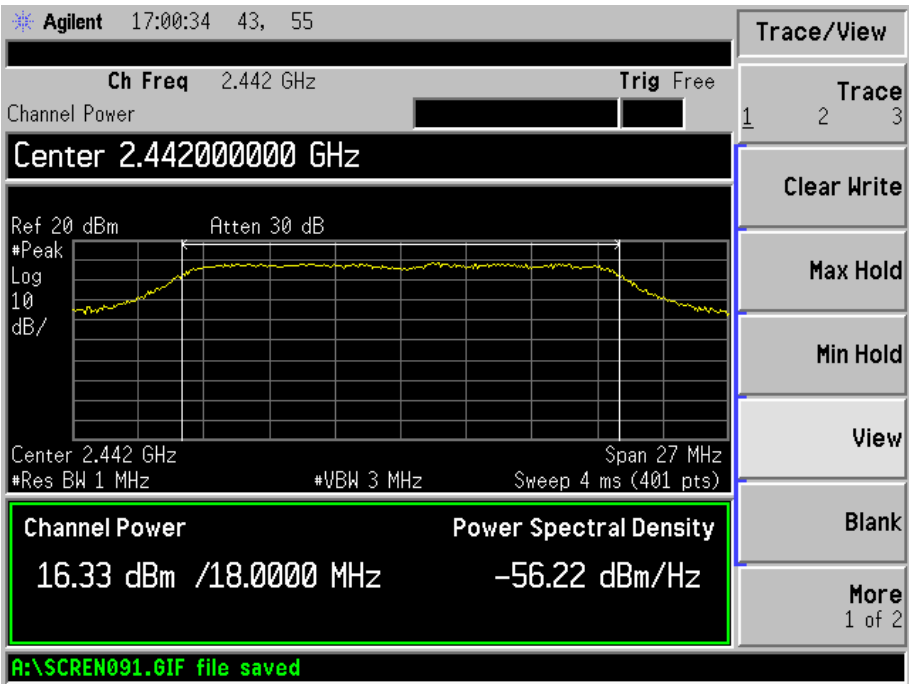 Agilent 17:00:34 43, 55
Trace/View
Ch Freq 2.442 GHz Trig Free
Channel Power
Trace
1 2 3
Center 2.442000000 GHz
Clear Write
Ref 20 dBm Atten 30 dB
#Peak
Log
10
dB/
Max Hold
Min Hold
View
Center 2.442 GHz Span 27 MHz
#Res BW 1 MHz #VBW 3 MHz Sweep 4 ms (401 pts)
Channel Power Power Spectral Density
Blank
16.33 dBm /18.0000 MHz -56.22 dBm/Hz
More
1 of 2
A:\SCREN091.GIF file saved